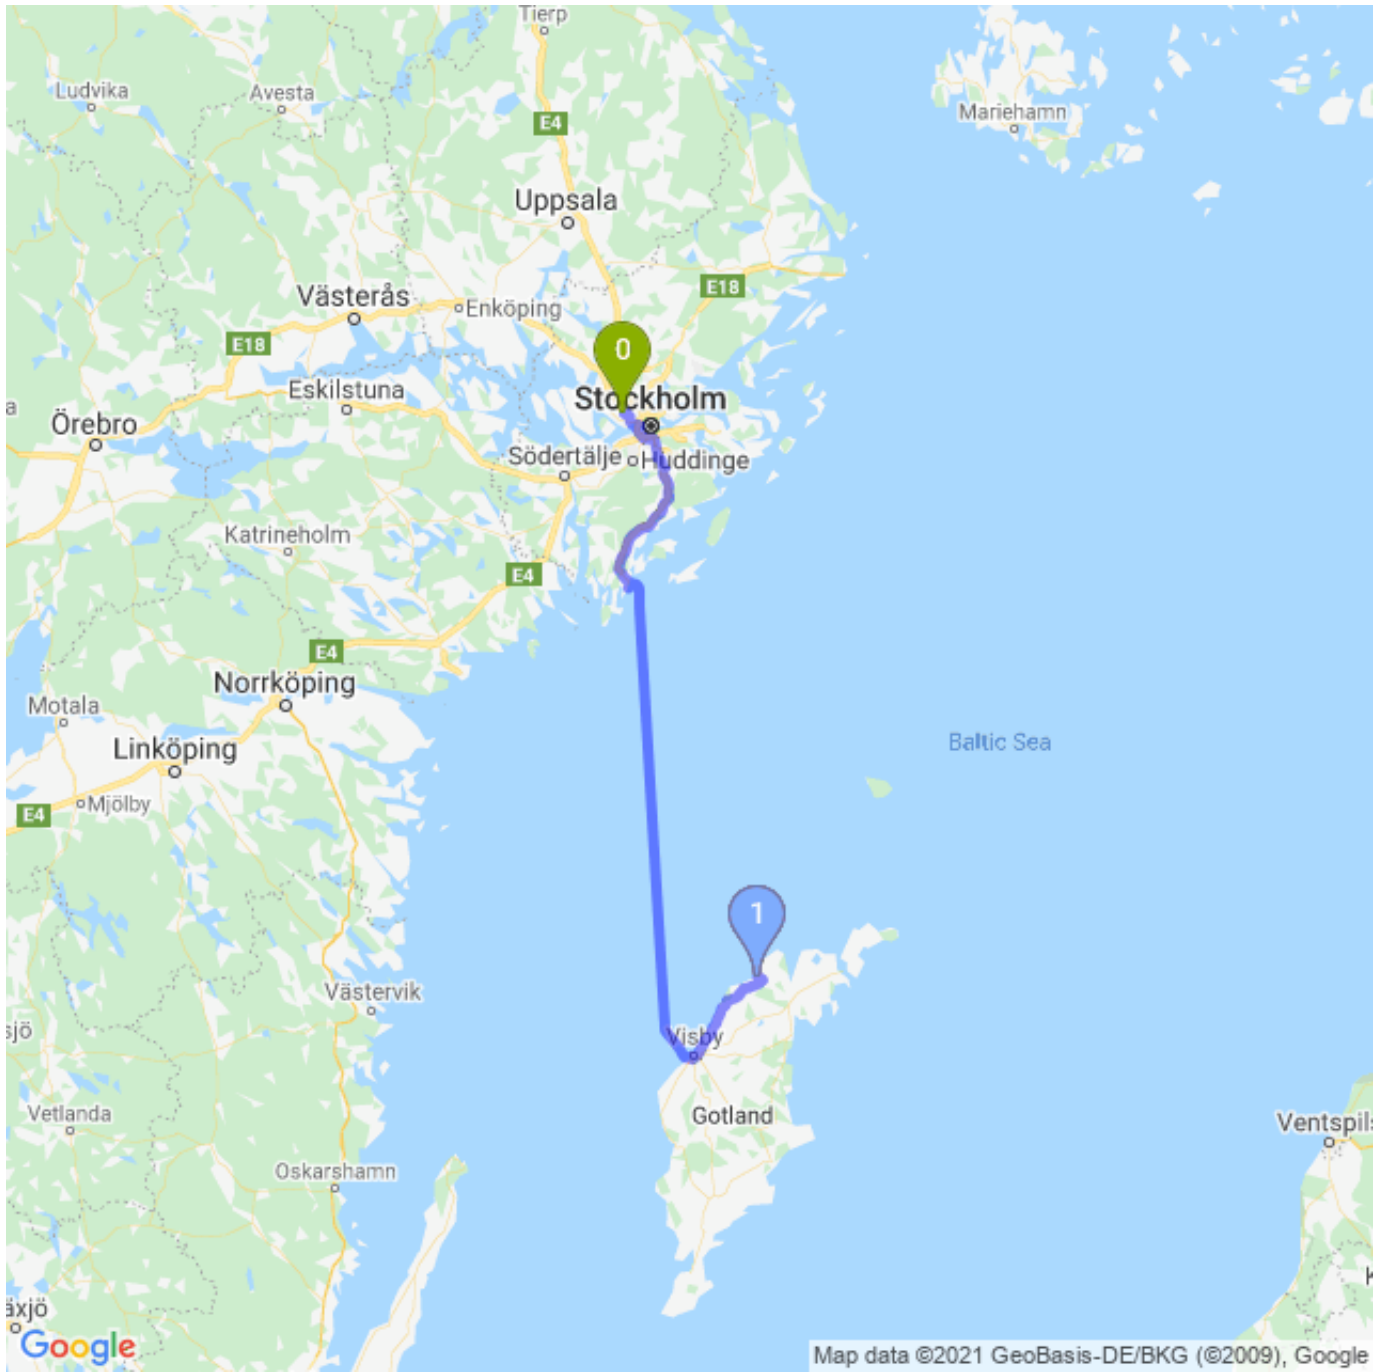 Tierp
Ludvika
Avesta
Mariehamn
E4
Uppsala
E18
Västerås
Enköping
0
E18
Eskilstuna
Stockholm
a
Örebro
Södertälje
Huddinge
Katrineholm
E4
E4
Norrköping
Motala
Linköping
Baltic Sea
Mjölby
E4
1
Västervik
sjö
Visby
Vetlanda
Gotland
Ventspils
Oskarshamn
K
äxjö
Google
Map data ©2021 GeoBasis-DE/BKG (©2009), Google